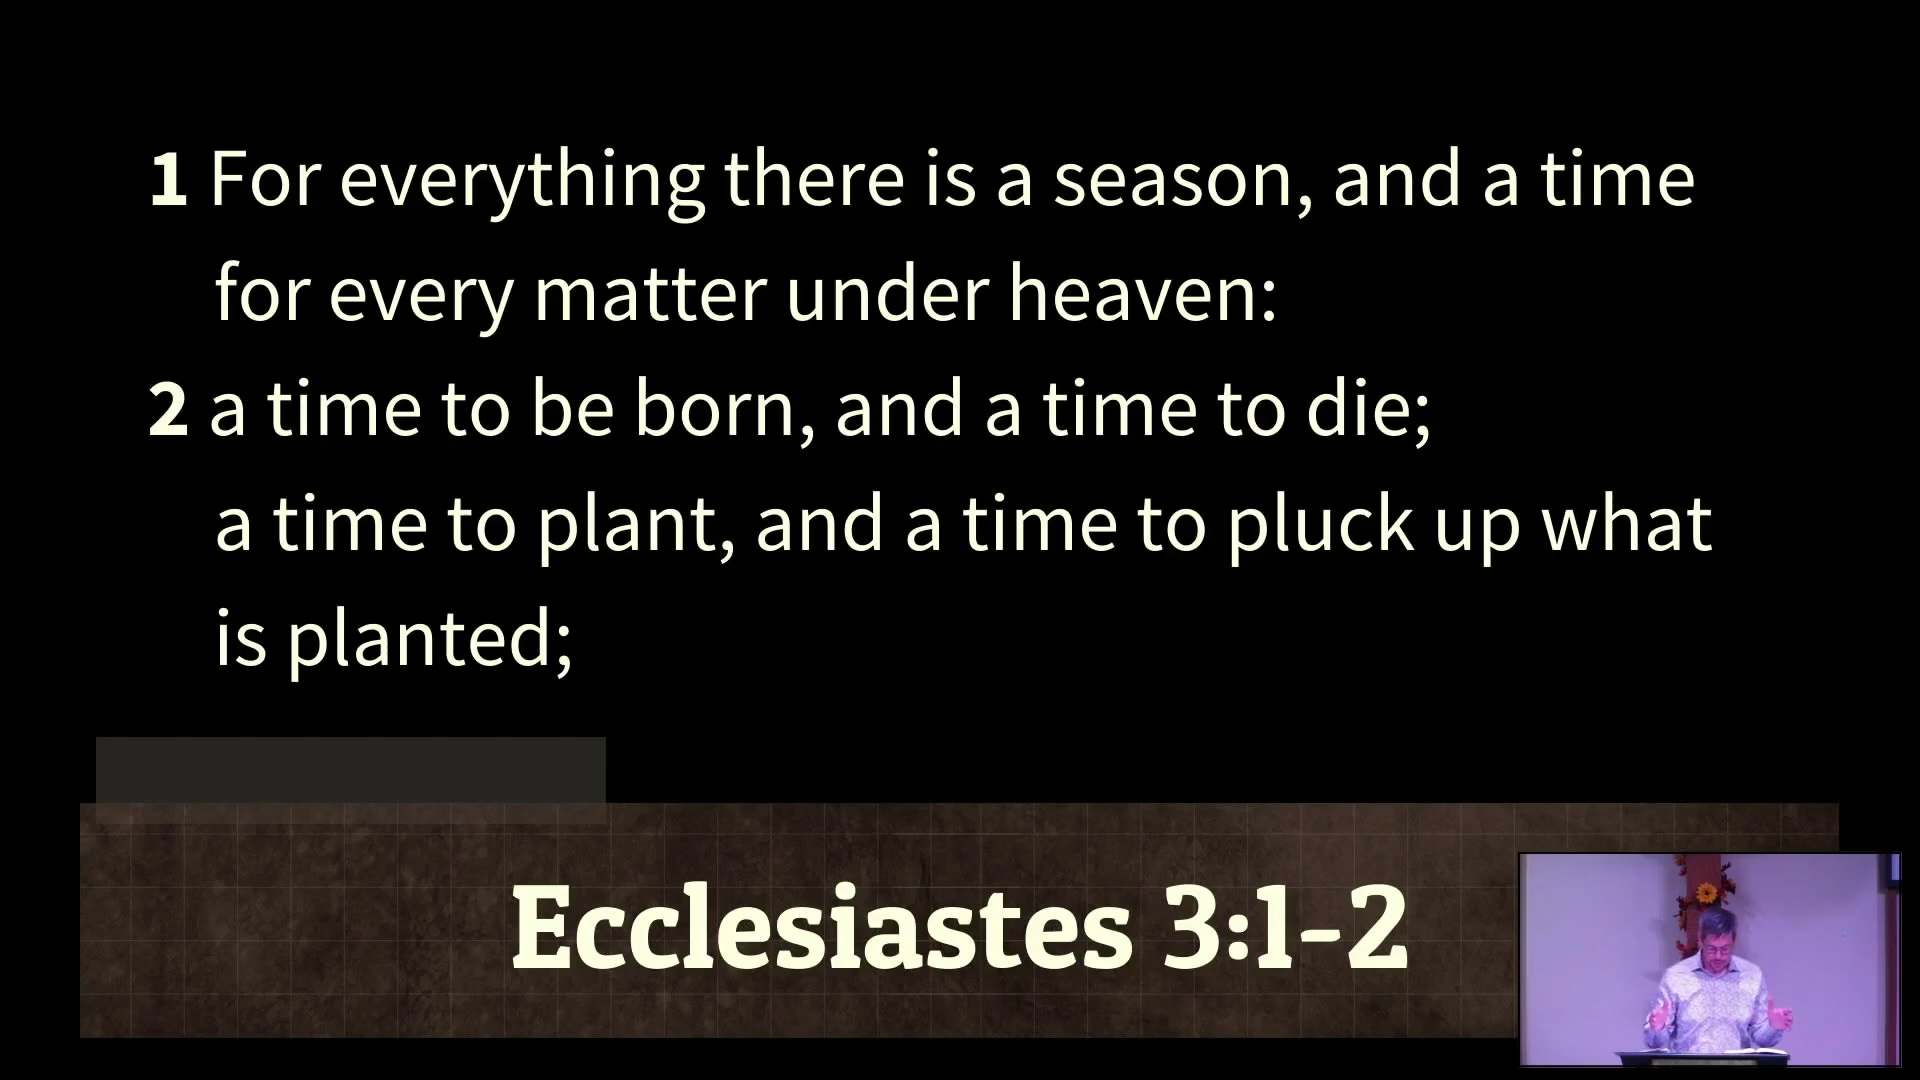 1 For everything there is a season, and a time
for every matter under heaven:
2 a time to be born, and a time to die;
a time to plant, and a time to pluck up what
is planted;
Ecclesiastes 3:1-2